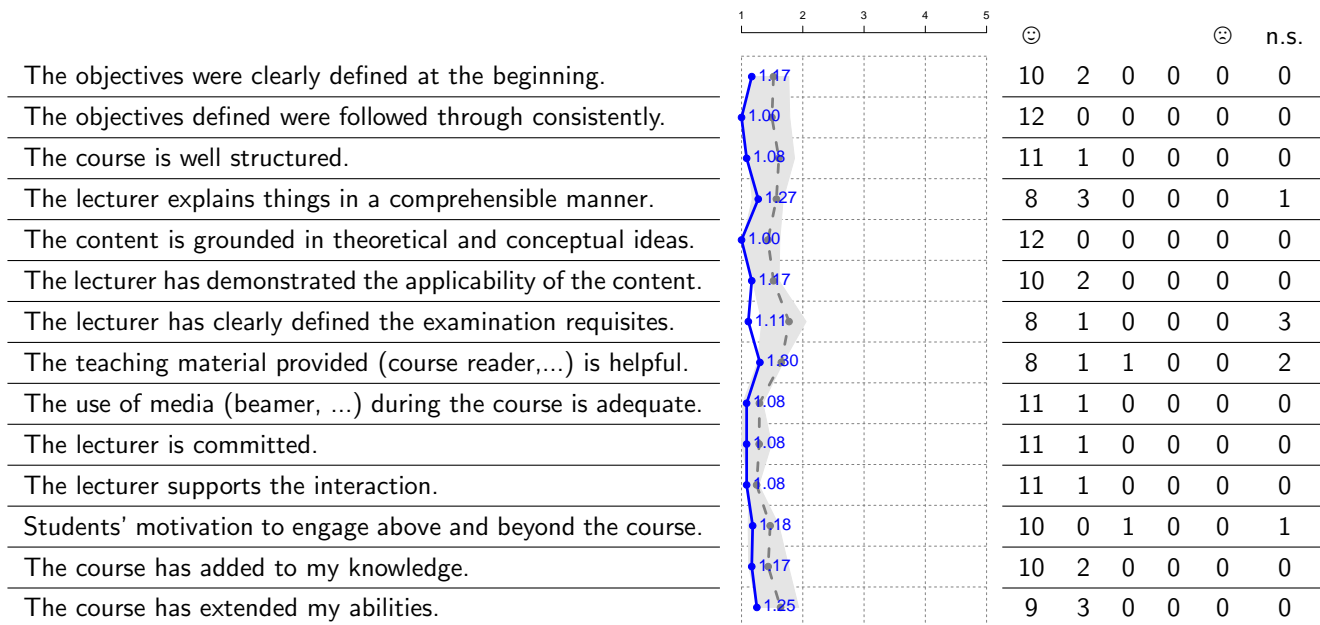 1 2 3 4 5
☺ ☹ n.s.
The objectives were clearly defined at the beginning. 1.17 10 2 0 0 0 0
The objectives defined were followed through consistently. 1.00 12 0 0 0 0 0
The course is well structured. 1.08 11 1 0 0 0 0
The lecturer explains things in a comprehensible manner. 1.27 8 3 0 0 0 1
The content is grounded in theoretical and conceptual ideas. 1.00 12 0 0 0 0 0
The lecturer has demonstrated the applicability of the content. 1.17 10 2 0 0 0 0
The lecturer has clearly defined the examination requisites. 1.11 8 1 0 0 0 3
The teaching material provided (course reader,...) is helpful. 1.30 8 1 1 0 0 2
The use of media (beamer, ...) during the course is adequate. 1.08 11 1 0 0 0 0
The lecturer is committed. 1.08 11 1 0 0 0 0
The lecturer supports the interaction. 1.08 11 1 0 0 0 0
Students' motivation to engage above and beyond the course. 1.18 10 0 1 0 0 1
The course has added to my knowledge. 1.17 10 2 0 0 0 0
The course has extended my abilities. 1.25 9 3 0 0 0 0